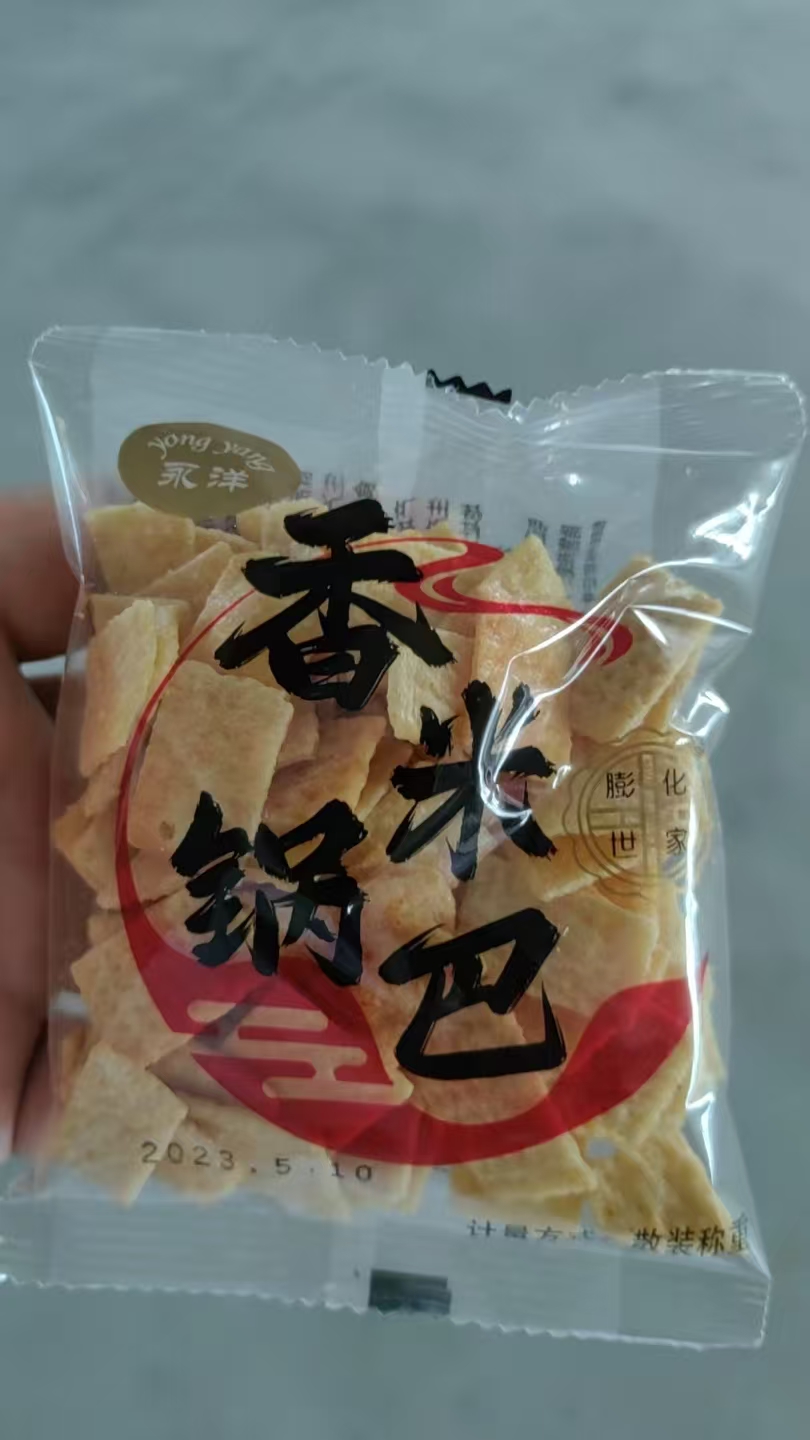 yong yang
永洋
香米
锅巴
膨化
世家
2023.5.10
计量方式 散装称重